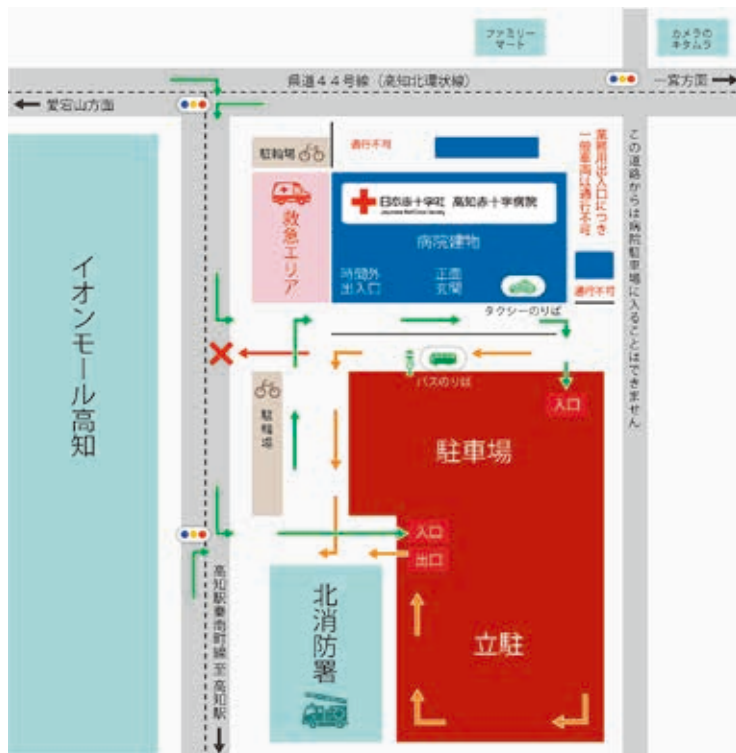 ファミリー
マート
カメラの
キタムラ
県道44号線（高知北環状線）
一宮方面
愛宕山方面
駐輪場
通行不可
業務用出入口につき
一般車両は通行不可
この道路からは病院駐車場に入ることはできません
救急エリア
日本赤十字社 高知赤十字病院
Japanese Red Cross Society
病院建物
時間外
出入口
正面
玄関
通行不可
タクシーのりば
イオンモール高知
バスのりば
入口
駐輪場
駐車場
入口
出口
北消防署
立駐
高知駅秦南町線 至 高知駅